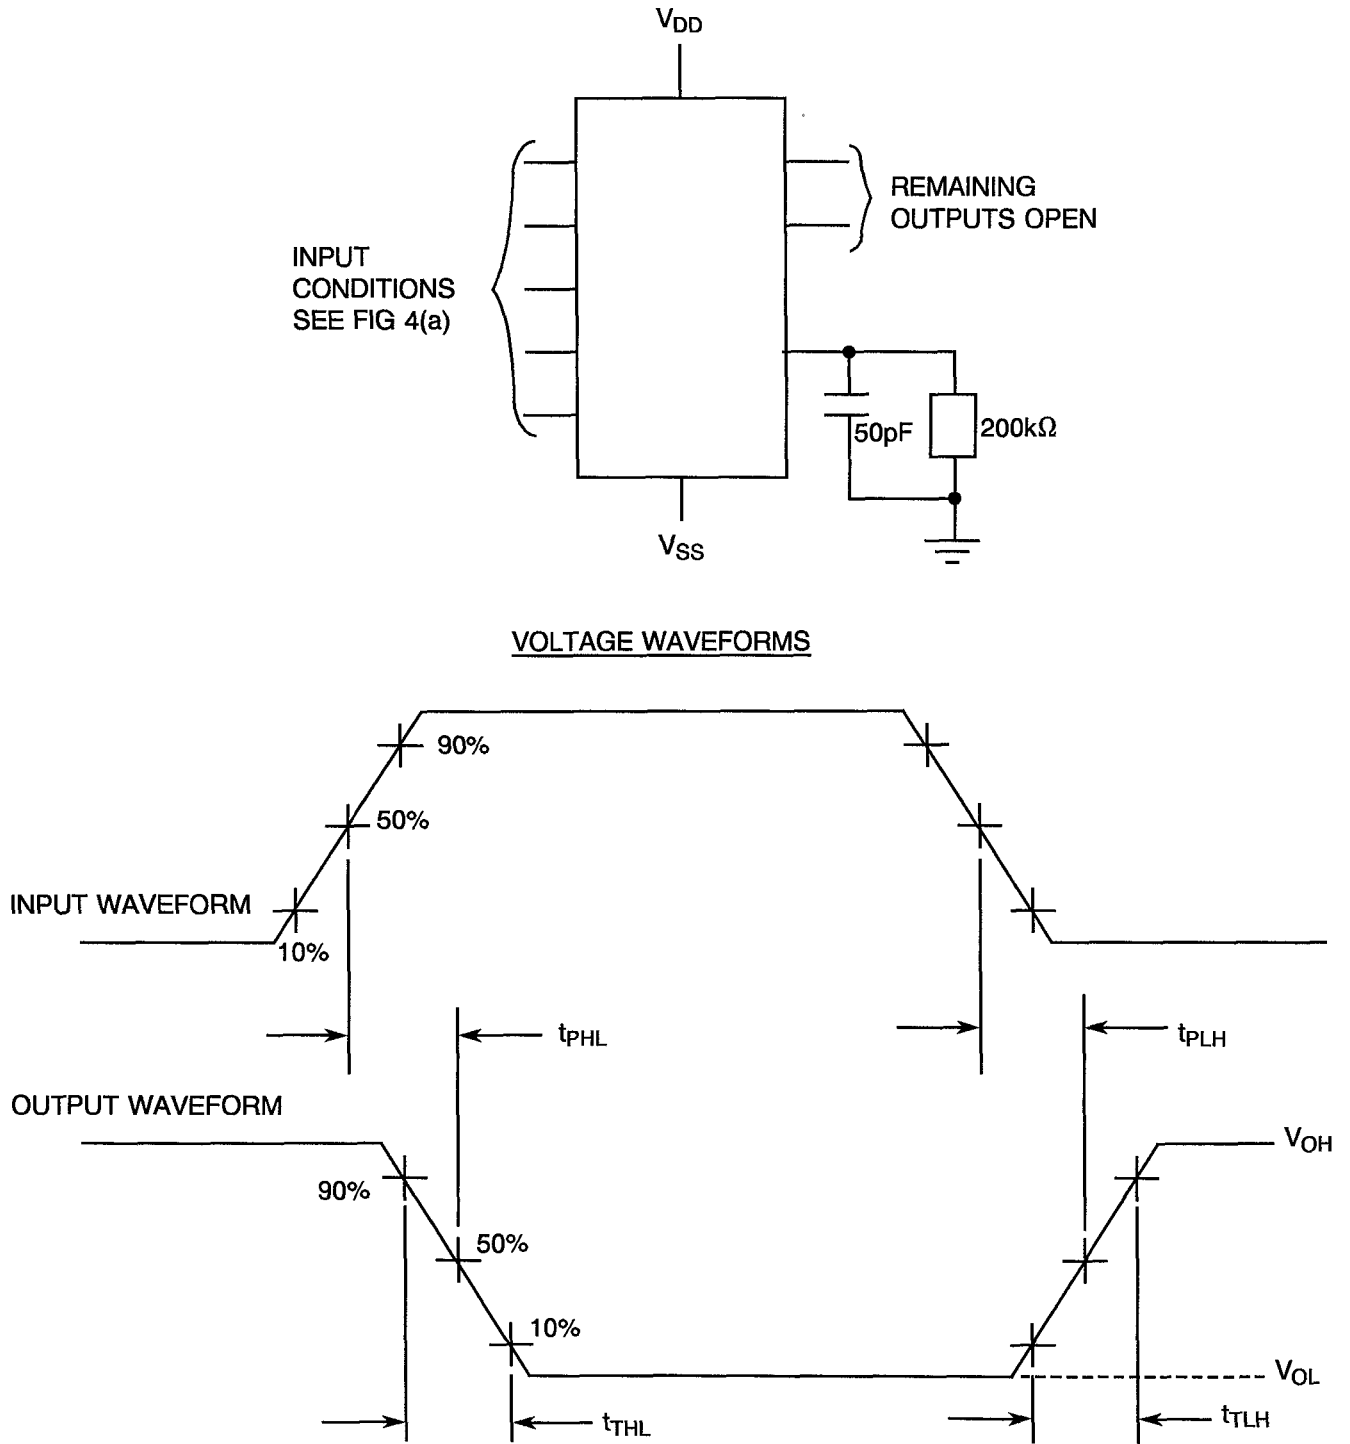 VDD
REMAINING
OUTPUTS OPEN
INPUT
CONDITIONS
SEE FIG 4(a)
50pF
200kΩ
VSS
VOLTAGE WAVEFORMS
90%
50%
INPUT WAVEFORM
10%
tPHL
tPLH
OUTPUT WAVEFORM
VOH
90%
50%
10%
VOL
tTHL
tTLH